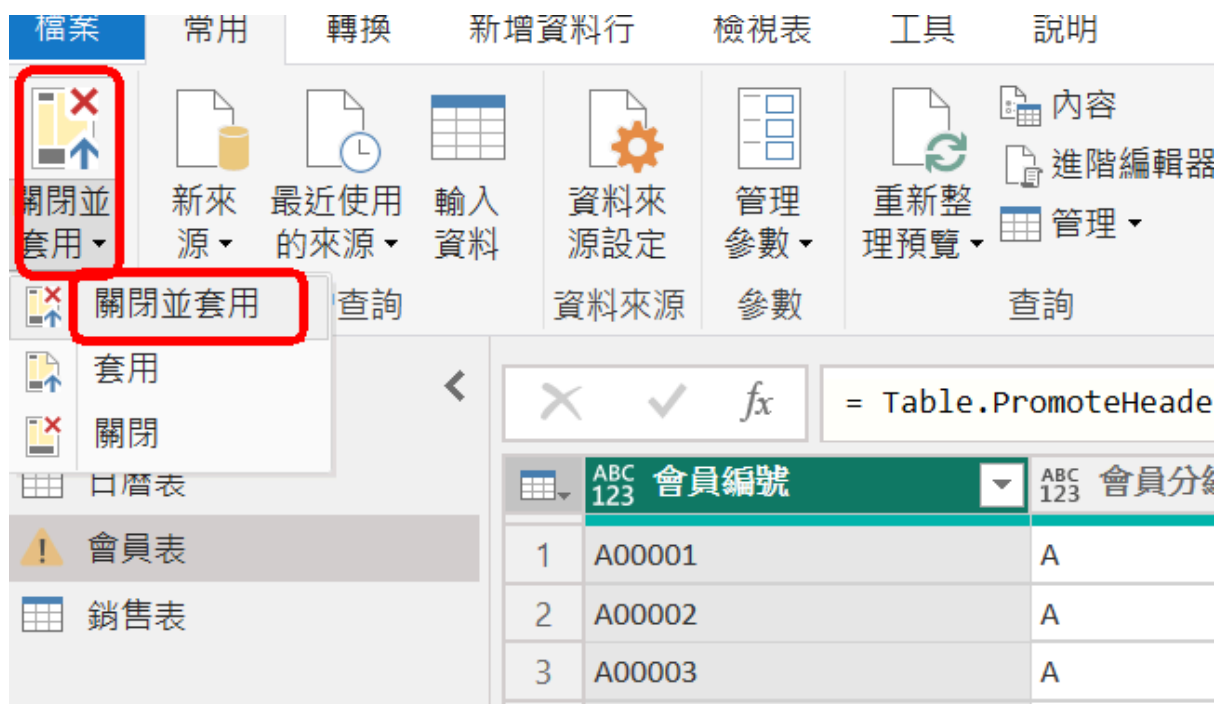 檔案 常用 轉換 新增資料行 檢視表 工具 說明
關閉並套用
新來源
最近使用的來源
輸入資料
資料來源設定
管理參數
重新整理預覽
內容
進階編輯器
管理
查詢 資料來源 參數 查詢
關閉並套用
套用
關閉
= Table.PromoteHeade
日曆表
會員表
銷售表
ABC 123 會員編號 ABC 123 會員分
1 A00001 A
2 A00002 A
3 A00003 A